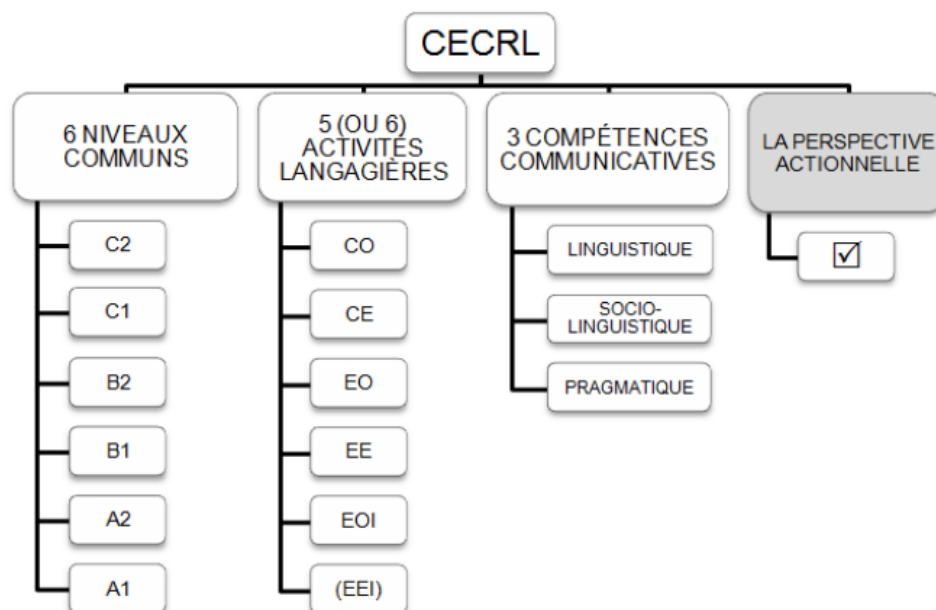 CECRL
6 NIVEAUX
COMMUNS
C2
C1
B2
B1
A2
A1
5 (OU 6)
ACTIVITÉS
LANGAGIÈRES
CO
CE
EO
EE
EOI
(EEI)
3 COMPÉTENCES
COMMUNICATIVES
LINGUISTIQUE
SOCIO-
LINGUISTIQUE
PRAGMATIQUE
LA PERSPECTIVE
ACTIONNELLE
☑